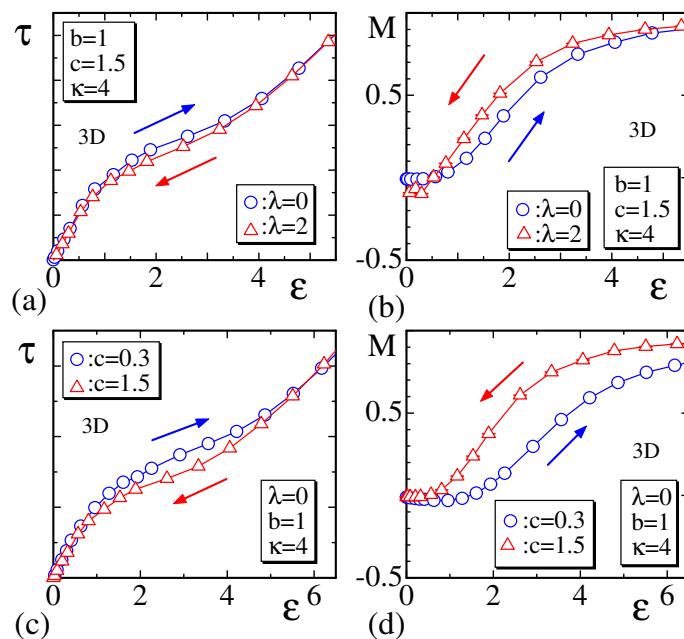 τ
b=1
c=1.5
κ=4
3D
:λ=0
:λ=2
0 2 4
ε
(a)
M
0.5
3D
:λ=0
:λ=2
b=1
c=1.5
κ=4
-0.5
0 2 4
ε
(b)
τ
:c=0.3
:c=1.5
3D
λ=0
b=1
κ=4
0 2 4 6
ε
(c)
M
0.5
3D
:c=0.3
:c=1.5
λ=0
b=1
κ=4
-0.5
0 2 4 6
ε
(d)